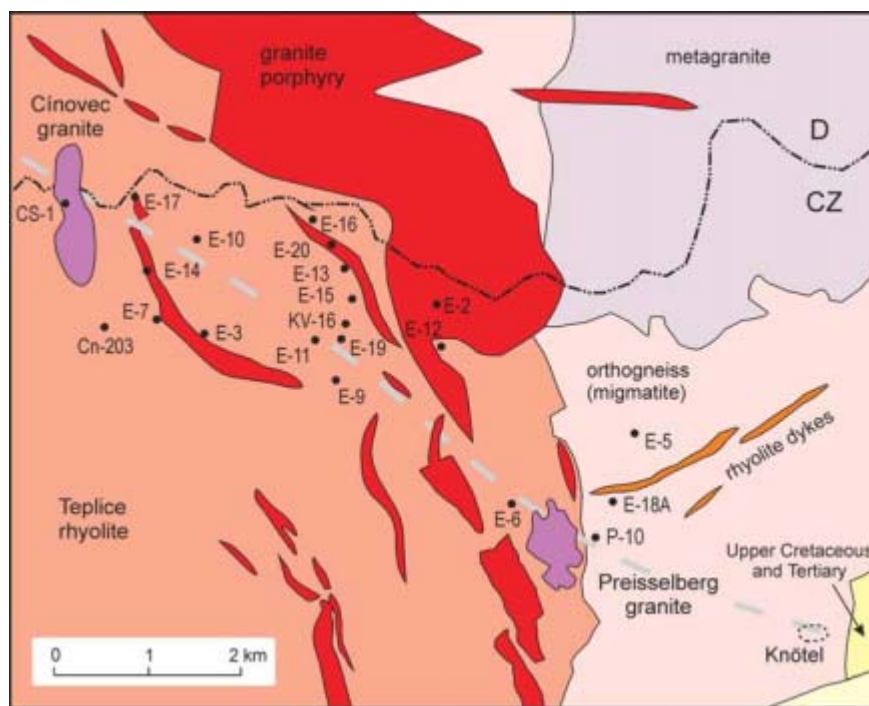 granite
porphyry
metagranite
Cínovec
granite
D
CZ
CS-1
E-17
E-16
E-10
E-20
E-14
E-13
E-15
E-2
E-7
KV-16
E-12
Cn-203
E-3
E-11
E-19
E-9
orthogneiss
(migmatite)
E-5
rhyolite dykes
Teplice
rhyolite
E-6
E-18A
P-10
Upper Cretaceous
and Tertiary
Preisselberg
granite
Knötel
0 1 2 km